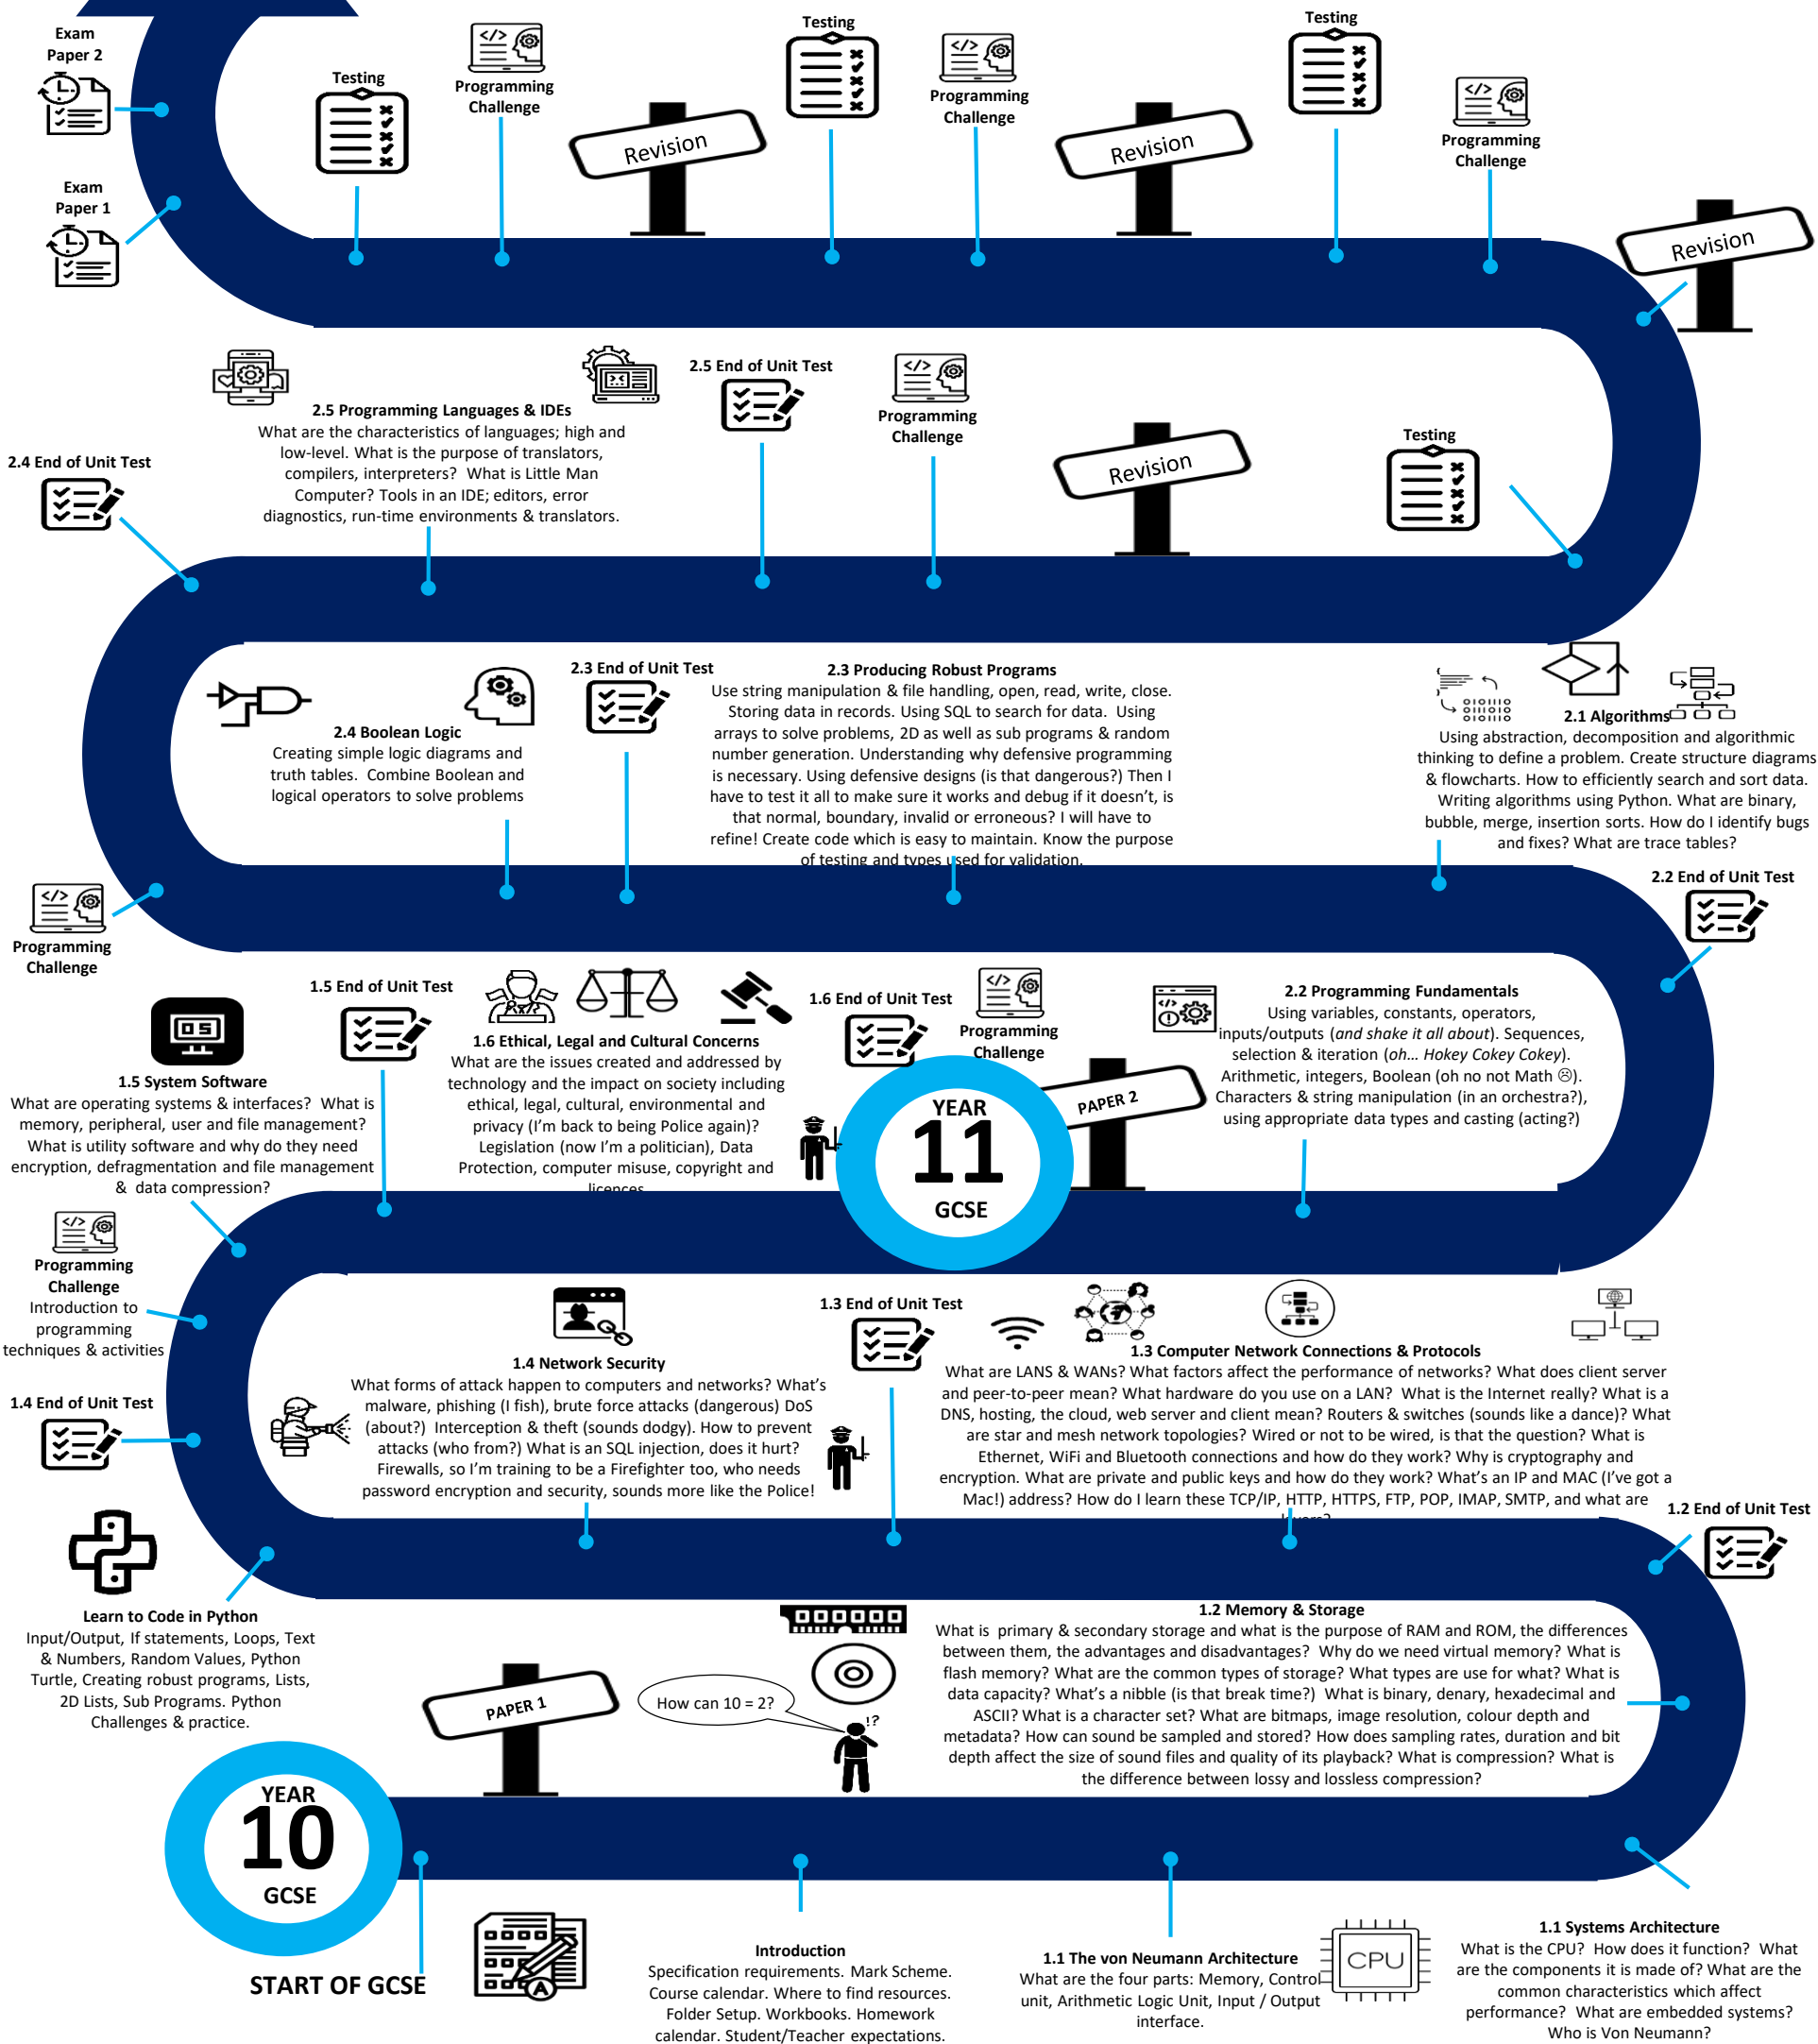 Exam
Paper 2
Testing
Programming
Challenge
Revision
Testing
Programming
Challenge
Revision
Testing
Programming
Challenge
Exam
Paper 1
Revision
2.5 Programming Languages & IDEs
What are the characteristics of languages; high and
low-level. What is the purpose of translators,
compilers, interpreters?  What is Little Man
Computer? Tools in an IDE; editors, error
diagnostics, run-time environments & translators.
2.5 End of Unit Test
Programming
Challenge
Revision
Testing
2.4 End of Unit Test
2.4 Boolean Logic
Creating simple logic diagrams and
truth tables.  Combine Boolean and
logical operators to solve problems
2.3 End of Unit Test
2.3 Producing Robust Programs
Use string manipulation & file handling, open, read, write, close.
Storing data in records. Using SQL to search for data.  Using
arrays to solve problems, 2D as well as sub programs & random
number generation. Understanding why defensive programming
is necessary. Using defensive designs (is that dangerous?) Then I
have to test it all to make sure it works and debug if it doesn't, is
that normal, boundary, invalid or erroneous? I will have to
refine! Create code which is easy to maintain. Know the purpose
of testing and types used for validation.
010110
010110
2.1 Algorithms
Using abstraction, decomposition and algorithmic
thinking to define a problem. Create structure diagrams
& flowcharts. How to efficiently search and sort data.
Writing algorithms using Python. What are binary,
bubble, merge, insertion sorts. How do I identify bugs
and fixes? What are trace tables?
Programming
Challenge
2.2 End of Unit Test
OS
1.5 System Software
What are operating systems & interfaces?  What is
memory, peripheral, user and file management?
What is utility software and why do they need
encryption, defragmentation and file management
& data compression?
1.5 End of Unit Test
1.6 Ethical, Legal and Cultural Concerns
What are the issues created and addressed by
technology and the impact on society including
ethical, legal, cultural, environmental and
privacy (I'm back to being Police again)?
Legislation (now I'm a politician), Data
Protection, computer misuse, copyright and
licences
1.6 End of Unit Test
Programming
Challenge
YEAR
11
GCSE
PAPER 2
2.2 Programming Fundamentals
Using variables, constants, operators,
inputs/outputs (and shake it all about). Sequences,
selection & iteration (oh... Hokey Cokey Cokey).
Arithmetic, integers, Boolean (oh no not Math ☹).
Characters & string manipulation (in an orchestra?),
using appropriate data types and casting (acting?)
Programming
Challenge
Introduction to
programming
techniques & activities
1.4 End of Unit Test
1.4 Network Security
What forms of attack happen to computers and networks? What's
malware, phishing (I fish), brute force attacks (dangerous) DoS
(about?)  Interception & theft (sounds dodgy). How to prevent
attacks (who from?) What is an SQL injection, does it hurt?
Firewalls, so I'm training to be a Firefighter too, who needs
password encryption and security, sounds more like the Police!
1.3 End of Unit Test
1.3 Computer Network Connections & Protocols
What are LANS & WANs? What factors affect the performance of networks? What does client server
and peer-to-peer mean? What hardware do you use on a LAN?  What is the Internet really? What is a
DNS, hosting, the cloud, web server and client mean? Routers & switches (sounds like a dance)? What
are star and mesh network topologies? Wired or not to be wired, is that the question? What is
Ethernet, WiFi and Bluetooth connections and how do they work? Why is cryptography and
encryption. What are private and public keys and how do they work? What's an IP and MAC (I've got a
Mac!) address? How do I learn these TCP/IP, HTTP, HTTPS, FTP, POP, IMAP, SMTP, and what are
1.2 End of Unit Test
Learn to Code in Python
Input/Output, If statements, Loops, Text
& Numbers, Random Values, Python
Turtle, Creating robust programs, Lists,
2D Lists, Sub Programs. Python
Challenges & practice.
PAPER 1
How can 10 = 2?
!?
1.2 Memory & Storage
What is  primary & secondary storage and what is the purpose of RAM and ROM, the differences
between them, the advantages and disadvantages?  Why do we need virtual memory? What is
flash memory? What are the common types of storage? What types are use for what? What is
data capacity? What's a nibble (is that break time?)  What is binary, denary, hexadecimal and
ASCII? What is a character set? What are bitmaps, image resolution, colour depth and
metadata? How can sound be sampled and stored? How does sampling rates, duration and bit
depth affect the size of sound files and quality of its playback? What is compression? What is
the difference between lossy and lossless compression?
YEAR
10
GCSE
START OF GCSE
A
Introduction
Specification requirements. Mark Scheme.
Course calendar. Where to find resources.
Folder Setup. Workbooks. Homework
calendar. Student/Teacher expectations.
1.1 The von Neumann Architecture
What are the four parts: Memory, Control
unit, Arithmetic Logic Unit, Input / Output
interface.
CPU
1.1 Systems Architecture
What is the CPU?  How does it function?  What
are the components it is made of? What are the
common characteristics which affect
performance?  What are embedded systems?
Who is Von Neumann?